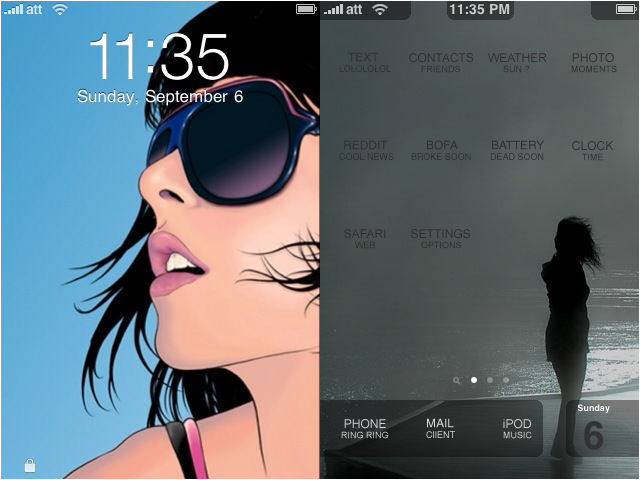 att
11:35
Sunday, September 6
att 11:35 PM
TEXT CONTACTS WEATHER PHOTO
LOLOLOLOL FRIENDS SUN ? MOMENTS
REDDIT BOFA BATTERY CLOCK
COOL NEWS BROKE SOON DEAD SOON TIME
SAFARI SETTINGS
WEB OPTIONS
PHONE MAIL iPOD Sunday
RING RING ClIENT MUSIC 6